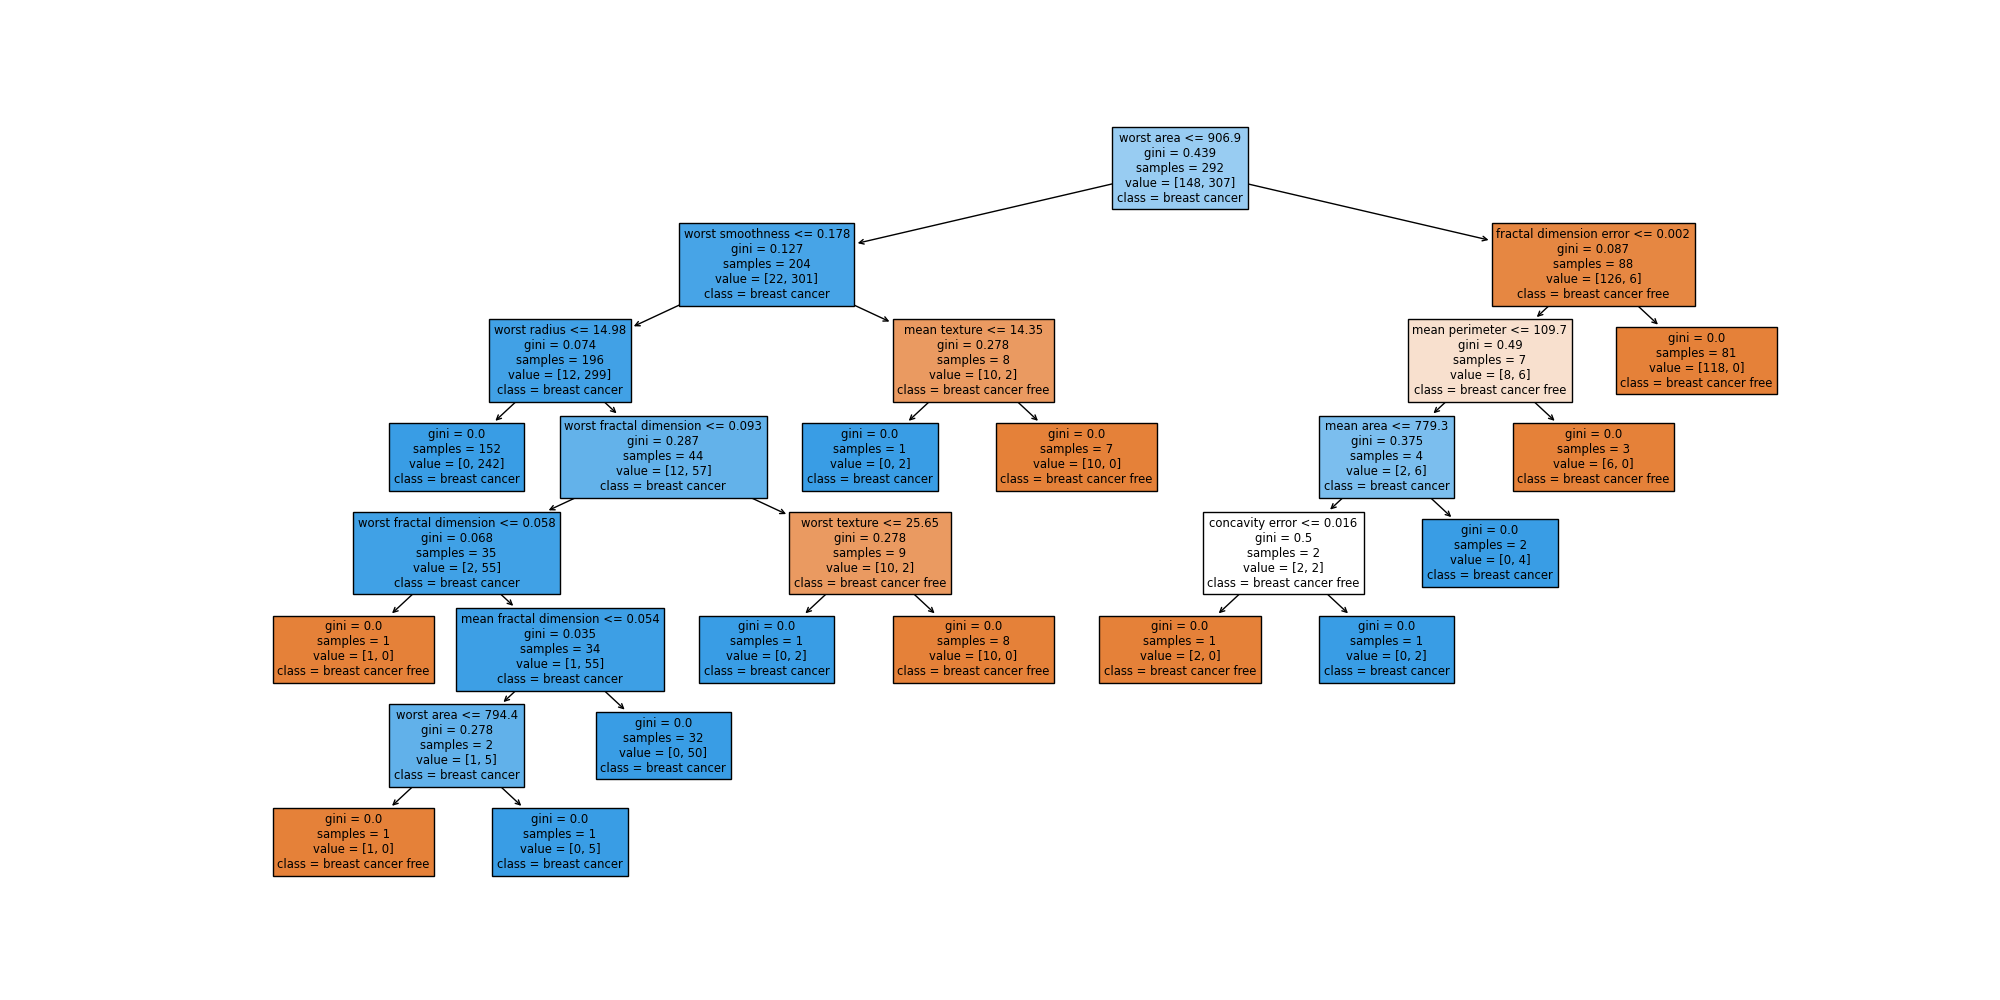 worst area <= 906.9
gini = 0.439
samples = 292
value = [148, 307]
class = breast cancer
worst smoothness <= 0.178
gini = 0.127
samples = 204
value = [22, 301]
class = breast cancer
fractal dimension error <= 0.002
gini = 0.087
samples = 88
value = [126, 6]
class = breast cancer free
worst radius <= 14.98
gini = 0.074
samples = 196
value = [12, 299]
class = breast cancer
mean texture <= 14.35
gini = 0.278
samples = 8
value = [10, 2]
class = breast cancer free
mean perimeter <= 109.7
gini = 0.49
samples = 7
value = [8, 6]
class = breast cancer free
gini = 0.0
samples = 81
value = [118, 0]
class = breast cancer free
gini = 0.0
samples = 152
value = [0, 242]
class = breast cancer
worst fractal dimension <= 0.093
gini = 0.287
samples = 44
value = [12, 57]
class = breast cancer
gini = 0.0
samples = 1
value = [0, 2]
class = breast cancer
gini = 0.0
samples = 7
value = [10, 0]
class = breast cancer free
mean area <= 779.3
gini = 0.375
samples = 4
value = [2, 6]
class = breast cancer
gini = 0.0
samples = 3
value = [6, 0]
class = breast cancer free
worst fractal dimension <= 0.058
gini = 0.068
samples = 35
value = [2, 55]
class = breast cancer
worst texture <= 25.65
gini = 0.278
samples = 9
value = [10, 2]
class = breast cancer free
concavity error <= 0.016
gini = 0.5
samples = 2
value = [2, 2]
class = breast cancer free
gini = 0.0
samples = 2
value = [0, 4]
class = breast cancer
gini = 0.0
samples = 1
value = [1, 0]
class = breast cancer free
mean fractal dimension <= 0.054
gini = 0.035
samples = 34
value = [1, 55]
class = breast cancer
gini = 0.0
samples = 1
value = [0, 2]
class = breast cancer
gini = 0.0
samples = 8
value = [10, 0]
class = breast cancer free
gini = 0.0
samples = 1
value = [2, 0]
class = breast cancer free
gini = 0.0
samples = 1
value = [0, 2]
class = breast cancer
worst area <= 794.4
gini = 0.278
samples = 2
value = [1, 5]
class = breast cancer
gini = 0.0
samples = 32
value = [0, 50]
class = breast cancer
gini = 0.0
samples = 1
value = [1, 0]
class = breast cancer free
gini = 0.0
samples = 1
value = [0, 5]
class = breast cancer